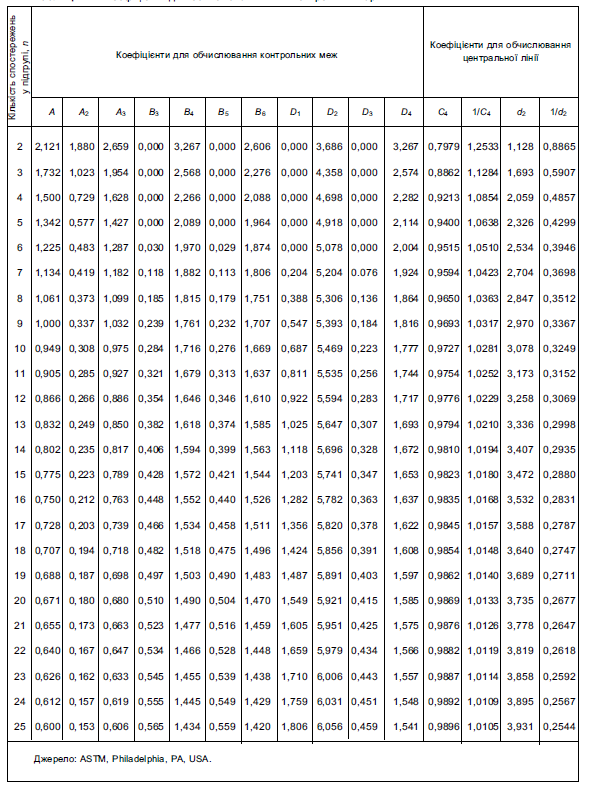 Кількість спостережень
у підгрупі, n
Коефіцієнти для обчислювання контрольних меж
Коефіцієнти для обчислювання
центральної лінії
A A2 A3 B3 B4 B5 B6 D1 D2 D3 D4 C4 1/C4 d2 1/d2
2 2,121 1,880 2,659 0,000 3,267 0,000 2,606 0,000 3,686 0,000 3,267 0,7979 1,2533 1,128 0,8865
3 1,732 1,023 1,954 0,000 2,568 0,000 2,276 0,000 4,358 0,000 2,574 0,8862 1,1284 1,693 0,5907
4 1,500 0,729 1,628 0,000 2,266 0,000 2,088 0,000 4,698 0,000 2,282 0,9213 1,0854 2,059 0,4857
5 1,342 0,577 1,427 0,000 2,089 0,000 1,964 0,000 4,918 0,000 2,114 0,9400 1,0638 2,326 0,4299
6 1,225 0,483 1,287 0,030 1,970 0,029 1,874 0,000 5,078 0,000 2,004 0,9515 1,0510 2,534 0,3946
7 1,134 0,419 1,182 0,118 1,882 0,113 1,806 0,204 5,204 0.076 1,924 0,9594 1,0423 2,704 0,3698
8 1,061 0,373 1,099 0,185 1,815 0,179 1,751 0,388 5,306 0,136 1,864 0,9650 1,0363 2,847 0,3512
9 1,000 0,337 1,032 0,239 1,761 0,232 1,707 0,547 5,393 0,184 1,816 0,9693 1,0317 2,970 0,3367
10 0,949 0,308 0,975 0,284 1,716 0,276 1,669 0,687 5,469 0,223 1,777 0,9727 1,0281 3,078 0,3249
11 0,905 0,285 0,927 0,321 1,679 0,313 1,637 0,811 5,535 0,256 1,744 0,9754 1,0252 3,173 0,3152
12 0,866 0,266 0,886 0,354 1,646 0,346 1,610 0,922 5,594 0,283 1,717 0,9776 1,0229 3,258 0,3069
13 0,832 0,249 0,850 0,382 1,618 0,374 1,585 1,025 5,647 0,307 1,693 0,9794 1,0210 3,336 0,2998
14 0,802 0,235 0,817 0,406 1,594 0,399 1,563 1,118 5,696 0,328 1,672 0,9810 1,0194 3,407 0,2935
15 0,775 0,223 0,789 0,428 1,572 0,421 1,544 1,203 5,741 0,347 1,653 0,9823 1,0180 3,472 0,2880
16 0,750 0,212 0,763 0,448 1,552 0,440 1,526 1,282 5,782 0,363 1,637 0,9835 1,0168 3,532 0,2831
17 0,728 0,203 0,739 0,466 1,534 0,458 1,511 1,356 5,820 0,378 1,622 0,9845 1,0157 3,588 0,2787
18 0,707 0,194 0,718 0,482 1,518 0,475 1,496 1,424 5,856 0,391 1,608 0,9854 1,0148 3,640 0,2747
19 0,688 0,187 0,698 0,497 1,503 0,490 1,483 1,487 5,891 0,403 1,597 0,9862 1,0140 3,689 0,2711
20 0,671 0,180 0,680 0,510 1,490 0,504 1,470 1,549 5,921 0,415 1,585 0,9869 1,0133 3,735 0,2677
21 0,655 0,173 0,663 0,523 1,477 0,516 1,459 1,605 5,951 0,425 1,575 0,9876 1,0126 3,778 0,2647
22 0,640 0,167 0,647 0,534 1,466 0,528 1,448 1,659 5,979 0,434 1,566 0,9882 1,0119 3,819 0,2618
23 0,626 0,162 0,633 0,545 1,455 0,539 1,438 1,710 6,006 0,443 1,557 0,9887 1,0114 3,858 0,2592
24 0,612 0,157 0,619 0,555 1,445 0,549 1,429 1,759 6,031 0,451 1,548 0,9892 1,0109 3,895 0,2567
25 0,600 0,153 0,606 0,565 1,434 0,559 1,420 1,806 6,056 0,459 1,541 0,9896 1,0105 3,931 0,2544
Джерело: ASTM, Philadelphia, PA, USA.